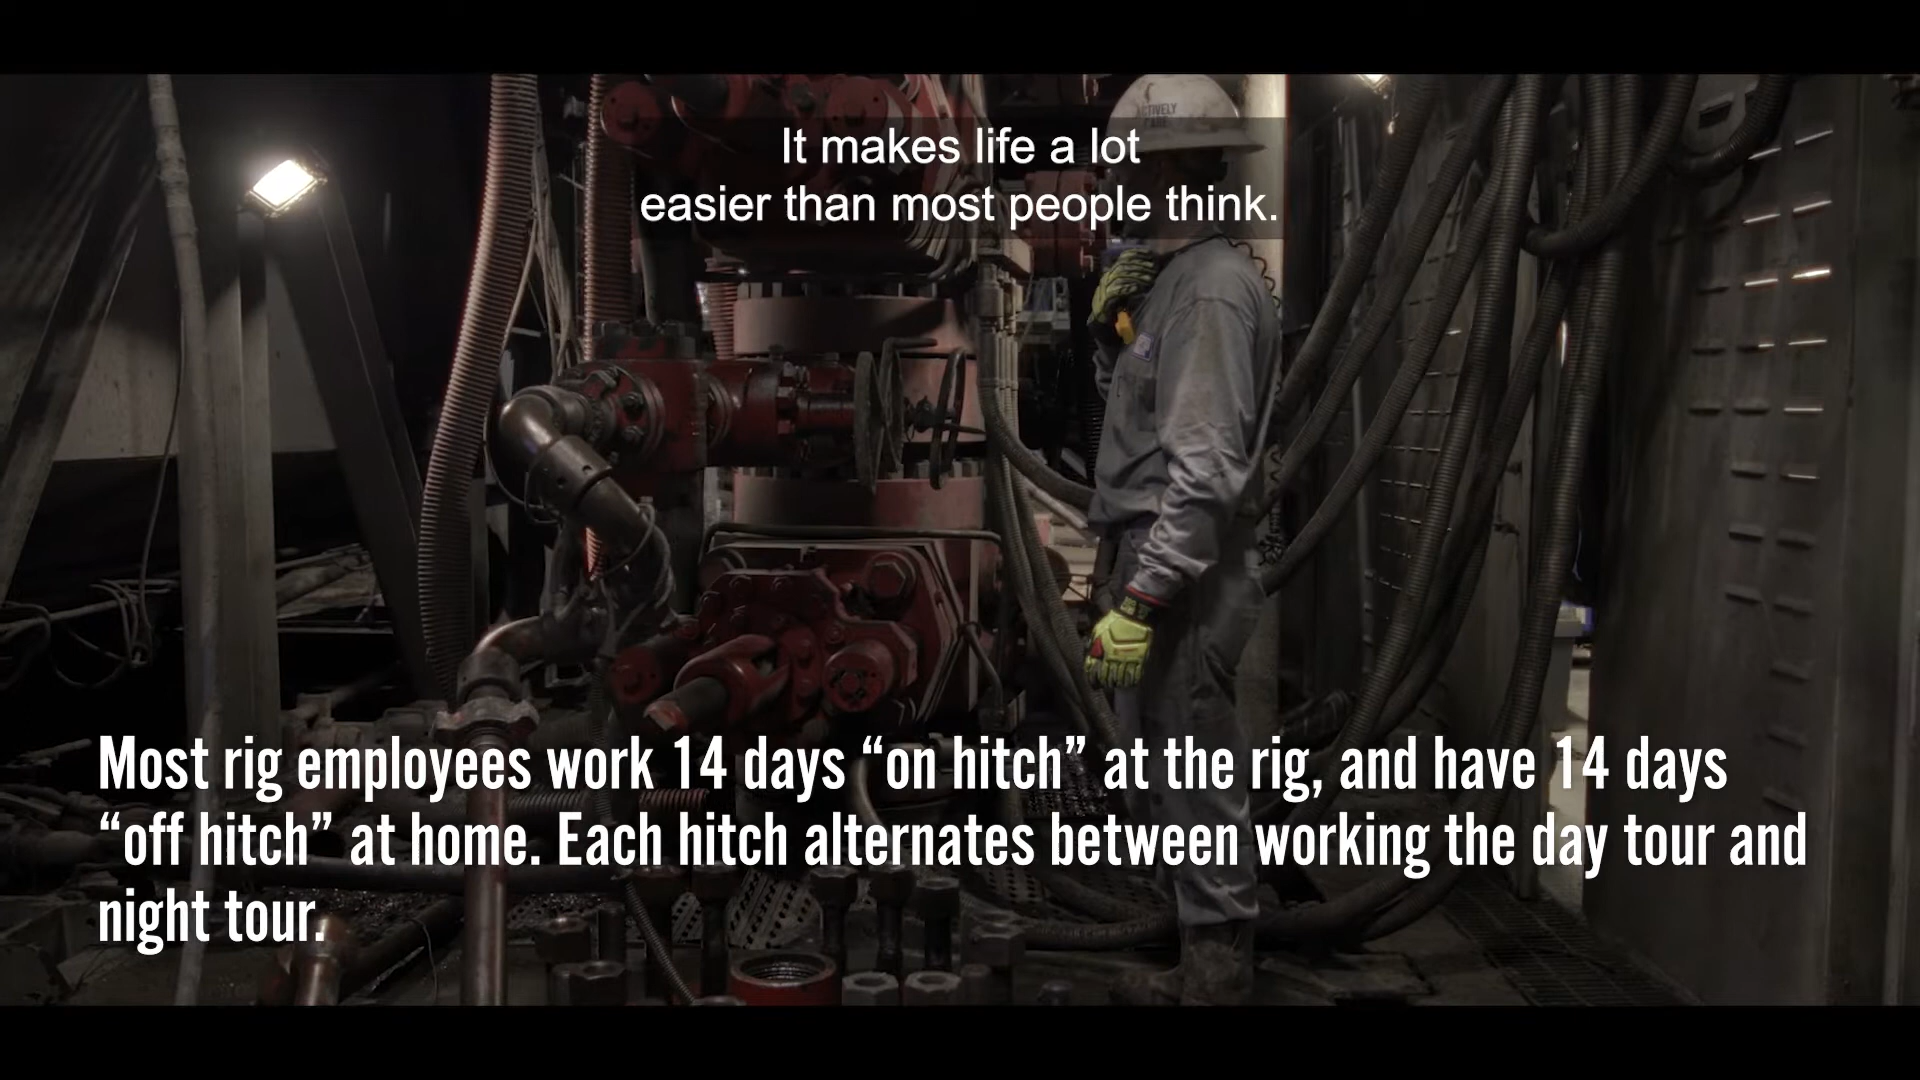 TIVELY
It makes life a lot
easier than most people think.
Most rig employees work 14 days “on hitch” at the rig, and have 14 days
“off hitch” at home. Each hitch alternates between working the day tour and
night tour.